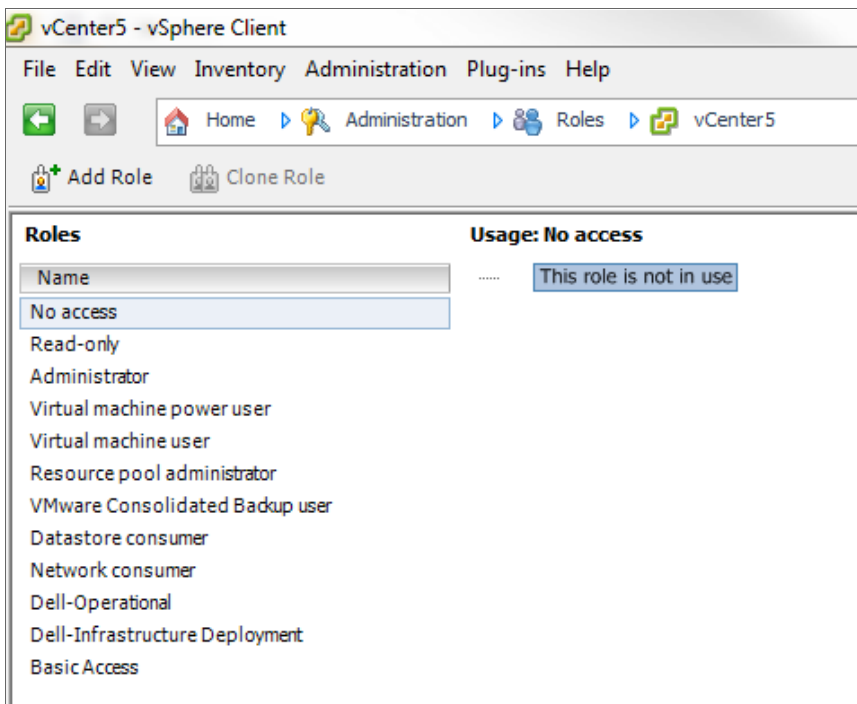 vCenter5 - vSphere Client
File Edit View Inventory Administration Plug-ins Help
Home Administration Roles vCenter5
Add Role Clone Role
Roles
Name
No access
Read-only
Administrator
Virtual machine power user
Virtual machine user
Resource pool administrator
VMware Consolidated Backup user
Datastore consumer
Network consumer
Dell-Operational
Dell-Infrastructure Deployment
Basic Access
Usage: No access
This role is not in use